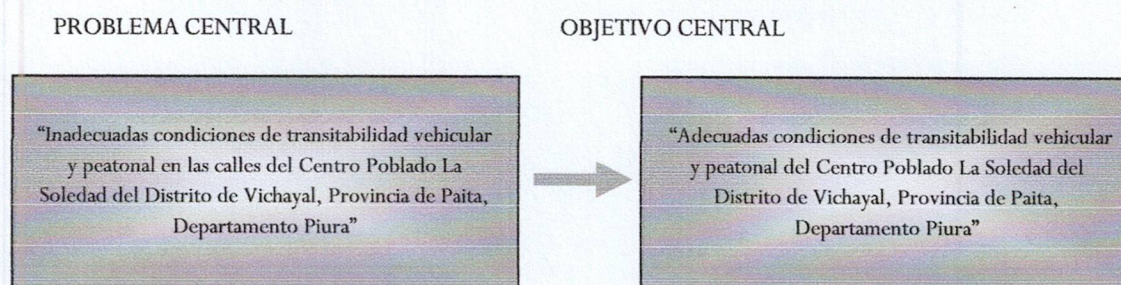 PROBLEMA CENTRAL
OBJETIVO CENTRAL
“Inadecuadas condiciones de transitabilidad vehicular
y peatonal en las calles del Centro Poblado La
Soledad del Distrito de Vichayal, Provincia de Paita,
Departamento Piura”
“Adecuadas condiciones de transitabilidad vehicular
y peatonal del Centro Poblado La Soledad del
Distrito de Vichayal, Provincia de Paita,
Departamento Piura”